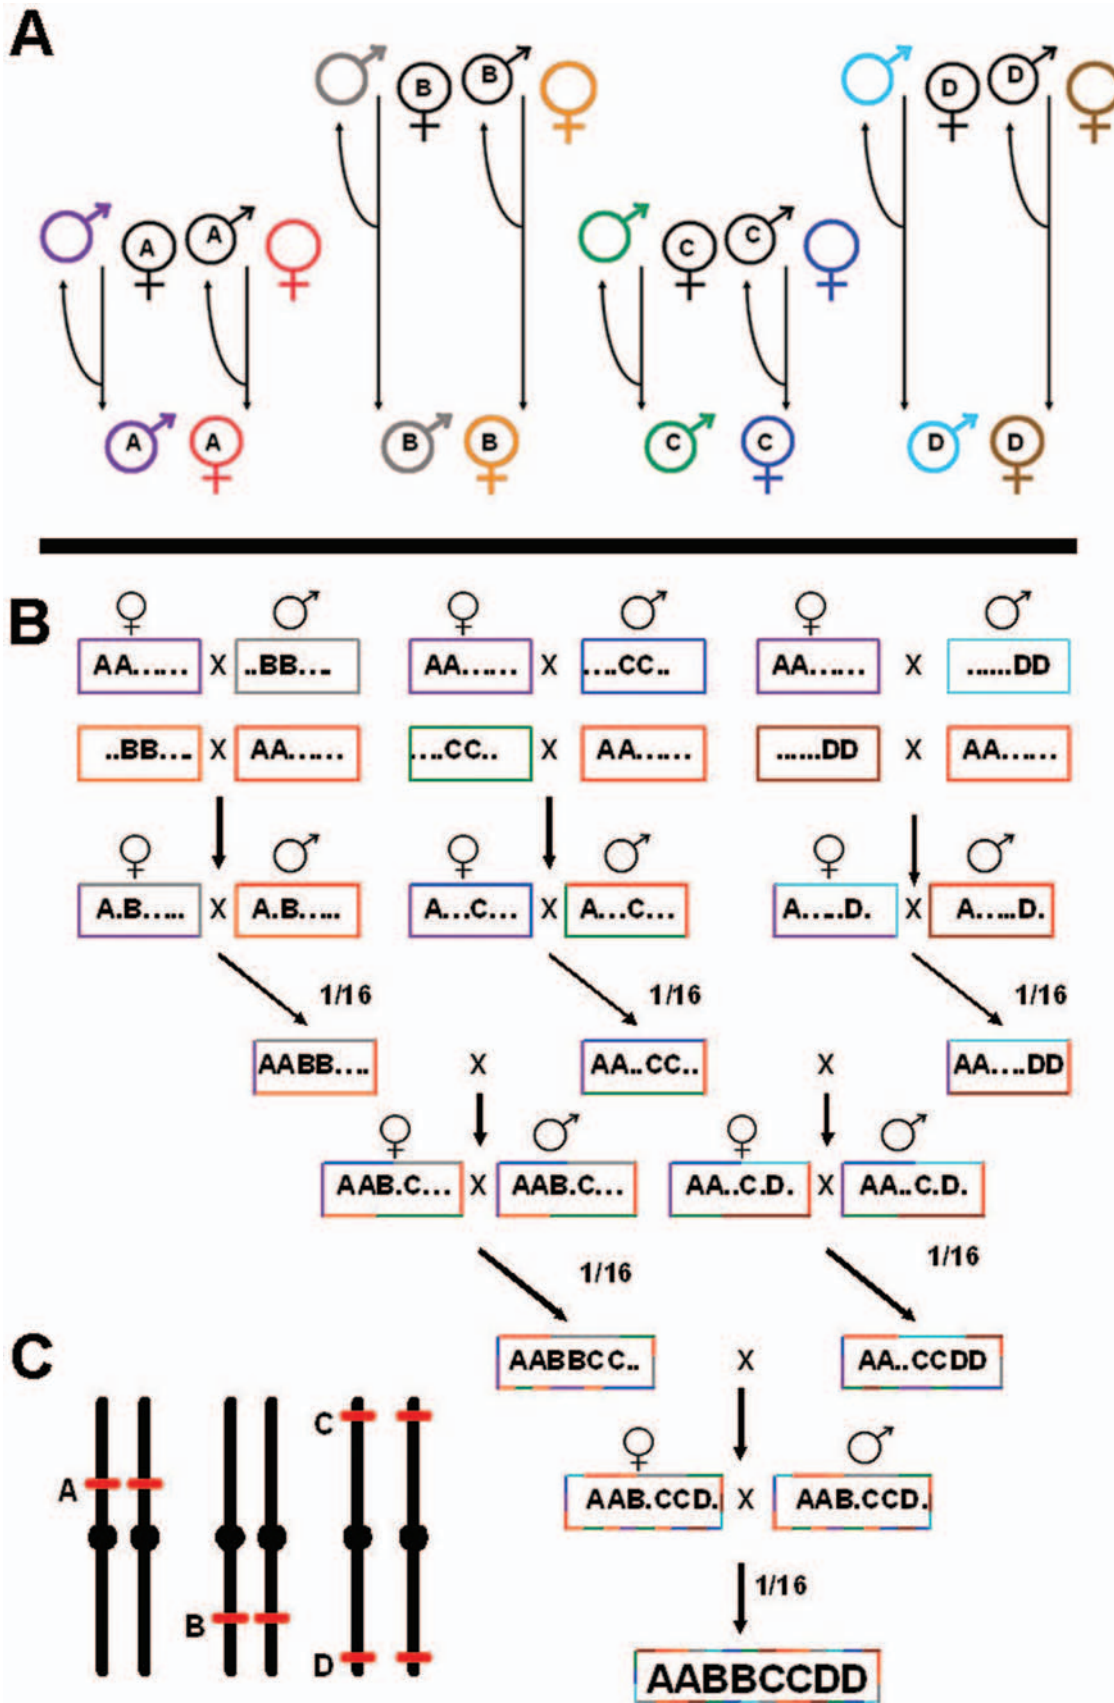 A
B B D D
B D
A A C C
A A B B C C D D
B
AA...... X ..BB.... AA...... X ....CC.. AA...... X ......DD
..BB.... X AA...... ....CC.. X AA...... ......DD X AA......
A.B..... X A.B..... A...C... X A...C... A.....D. X A.....D.
1/16 1/16 1/16
AABB.... X AA..CC.. X AA....DD
AAB.C... X AAB.C... AA..C.D. X AA..C.D.
1/16 1/16
AABBCC.. X AA..CCDD
C
C
A
AAB.CCD. X AAB.CCD.
1/16
B
D
AABBCCDD